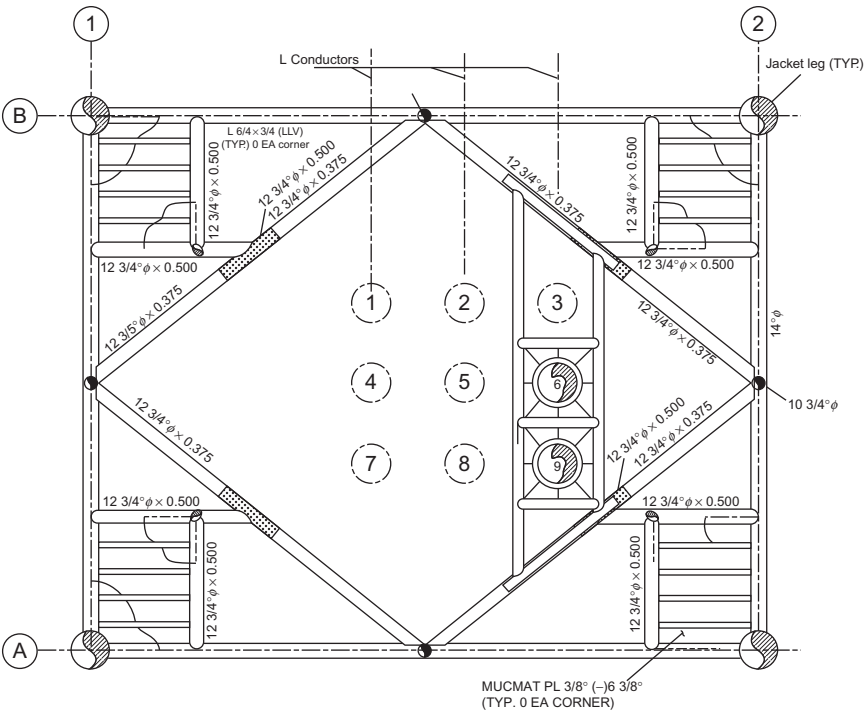 1
2
L Conductors
Jacket leg (TYP.)
B
L 6/4×3/4 (LLV)
(TYP.) 0 EA corner
12 3/4°ϕ × 0.500
12 3/4°ϕ × 0.500
12 3/4°ϕ × 0.375
12 3/4°ϕ × 0.375
12 3/4°ϕ × 0.500
12 3/4°ϕ × 0.500
12 3/4°ϕ × 0.500
12 3/5°ϕ × 0.375
1
2
3
12 3/4°ϕ × 0.375
14°ϕ
4
5
6
10 3/4°ϕ
12 3/4°ϕ × 0.375
7
8
9
12 3/4°ϕ × 0.500
12 3/4°ϕ × 0.375
12 3/4°ϕ × 0.500
12 3/4°ϕ × 0.500
12 3/4°ϕ × 0.500
12 3/4°ϕ × 0.500
A
MUCMAT PL 3/8° (–)6 3/8°
(TYP. 0 EA CORNER)